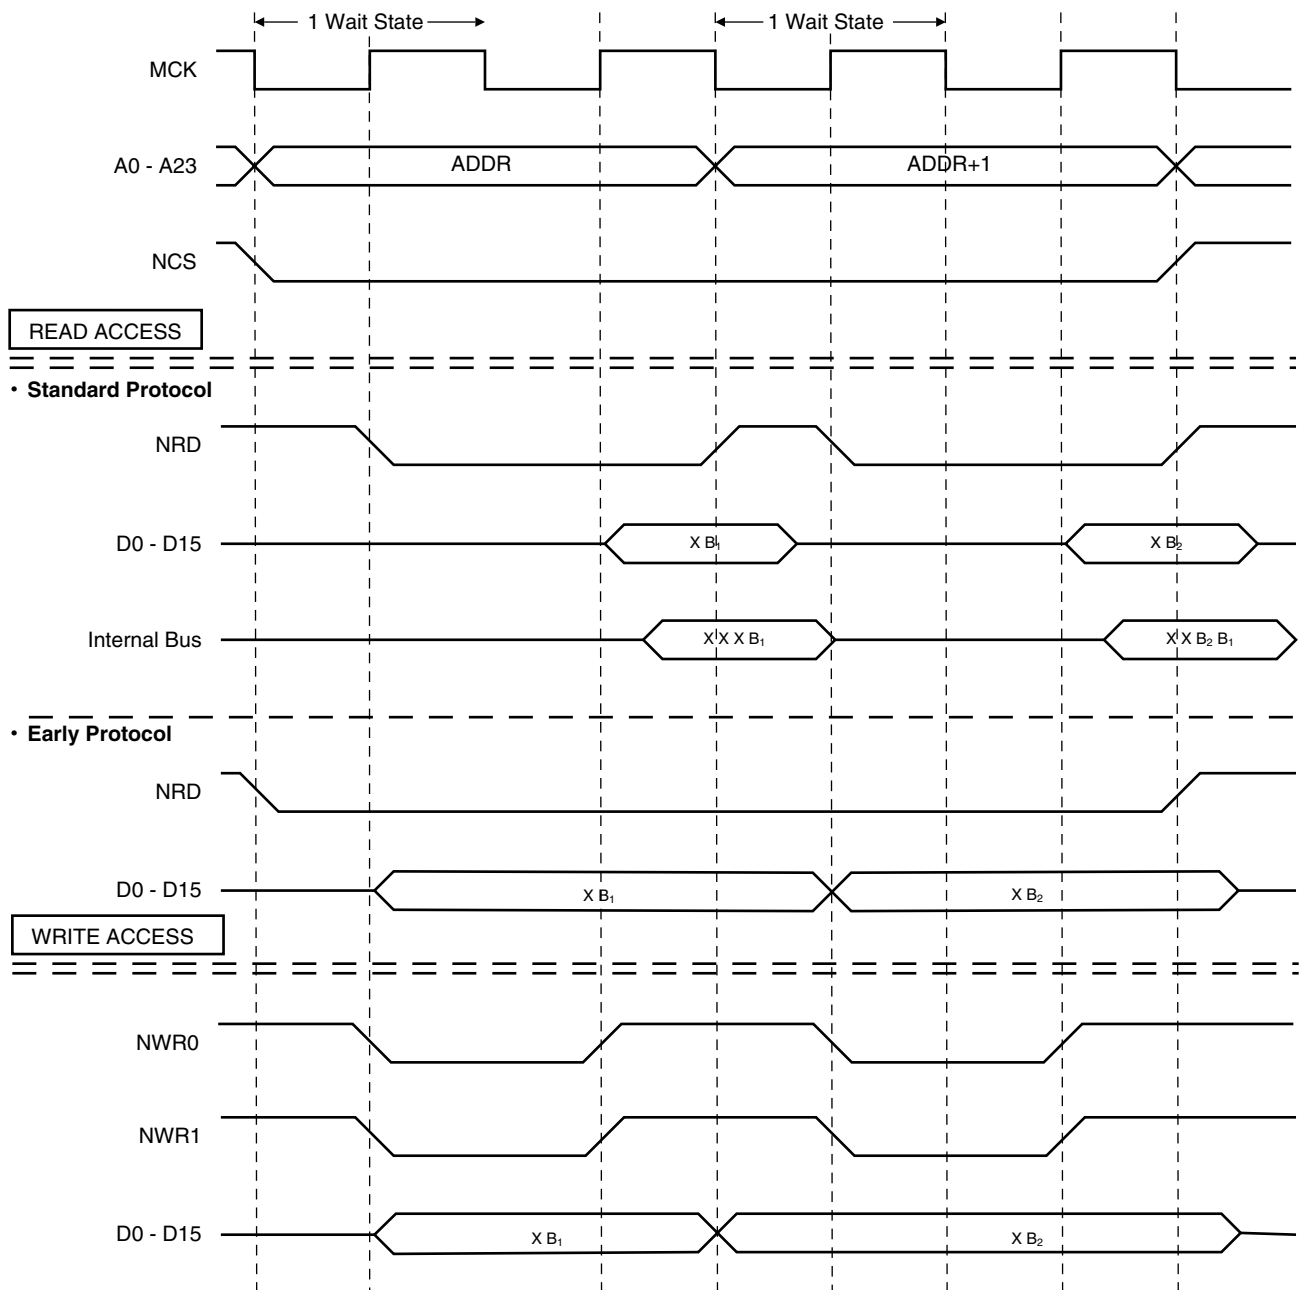 1 Wait State 1 Wait State
MCK
A0 - A23 ADDR ADDR+1
NCS
READ ACCESS
• Standard Protocol
NRD
D0 - D15 X B₁ X B₂
Internal Bus X X X B₁ X X B₂ B₁
• Early Protocol
NRD
D0 - D15 X B₁ X B₂
WRITE ACCESS
NWR0
NWR1
D0 - D15 X B₁ X B₂